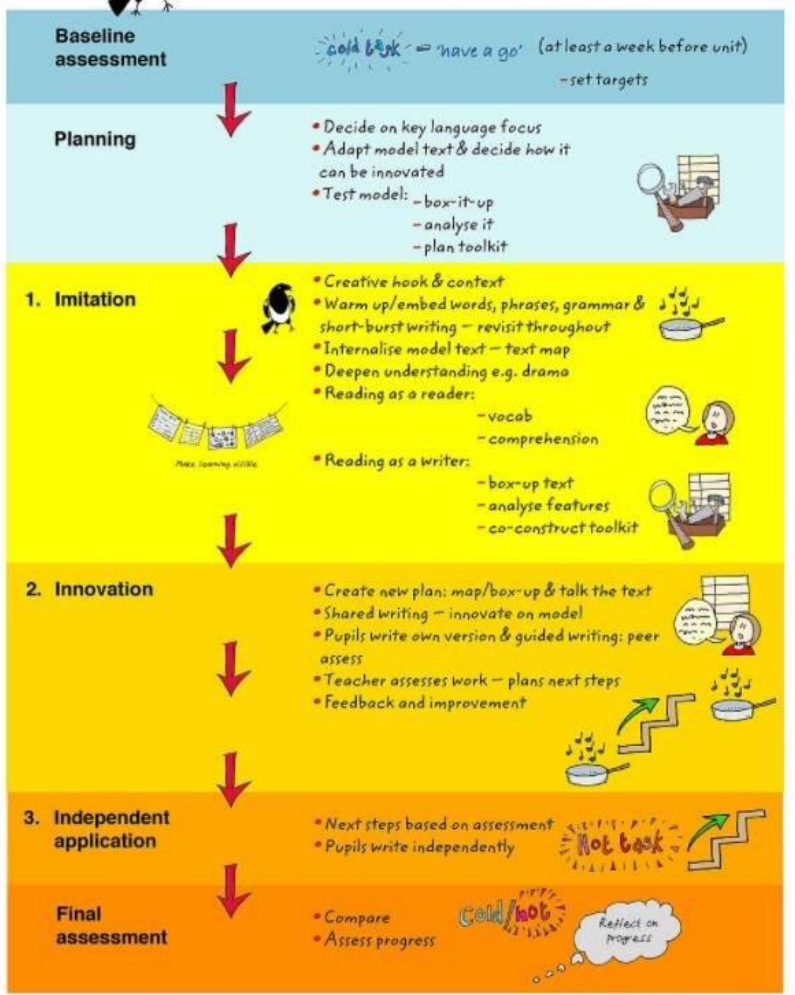 Baseline
assessment
cold task – 'have a go' (at least a week before unit)
– set targets
Planning
• Decide on key language focus
• Adapt model text & decide how it
can be innovated
• Test model: – box-it-up
– analyse it
– plan toolkit
1. Imitation
• Creative hook & context
• Warm up/embed words, phrases, grammar &
short-burst writing – revisit throughout
• Internalise model text – text map
• Deepen understanding e.g. drama
• Reading as a reader:
– vocab
– comprehension
Make learning visible
• Reading as a writer:
– box-up text
– analyse features
– co-construct toolkit
2. Innovation
• Create new plan: map/box-up & talk the text
• Shared writing – innovate on model
• Pupils write own version & guided writing: peer
assess
• Teacher assesses work – plans next steps
• Feedback and improvement
3. Independent
application
• Next steps based on assessment
• Pupils write independently
Hot task
Final
assessment
• Compare
• Assess progress
Cold/hot
Reflect on
progress